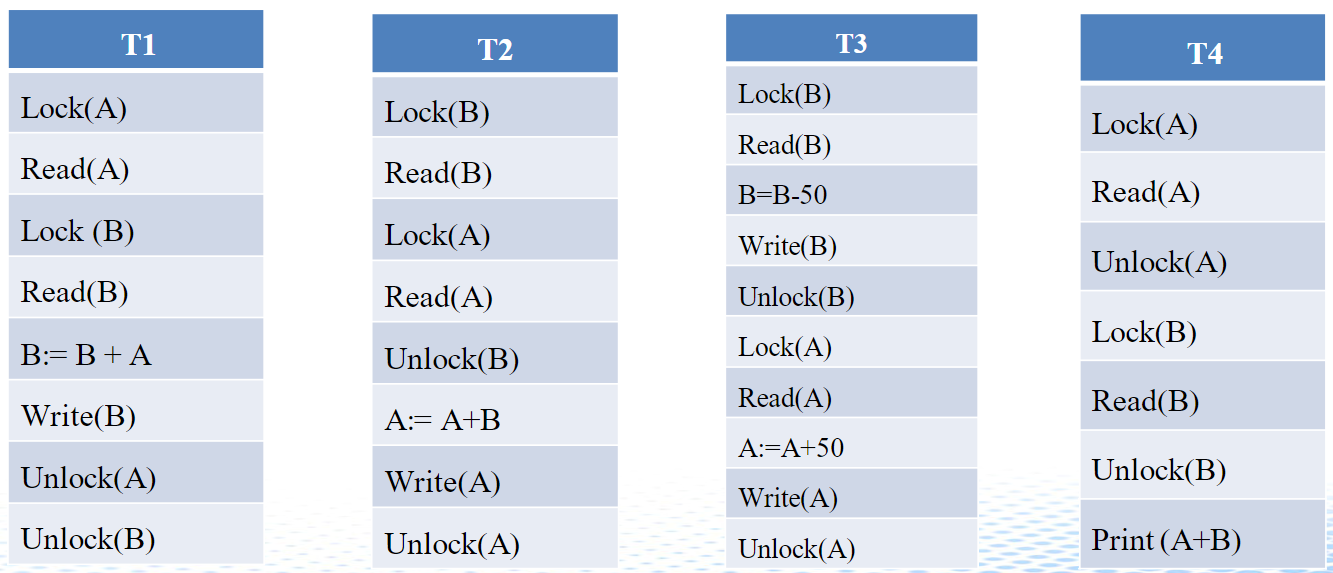 T1
Lock(A)
Read(A)
Lock (B)
Read(B)
B:= B + A
Write(B)
Unlock(A)
Unlock(B)
T2
Lock(B)
Read(B)
Lock(A)
Read(A)
Unlock(B)
A:= A+B
Write(A)
Unlock(A)
T3
Lock(B)
Read(B)
B=B-50
Write(B)
Unlock(B)
Lock(A)
Read(A)
A:=A+50
Write(A)
Unlock(A)
T4
Lock(A)
Read(A)
Unlock(A)
Lock(B)
Read(B)
Unlock(B)
Print (A+B)